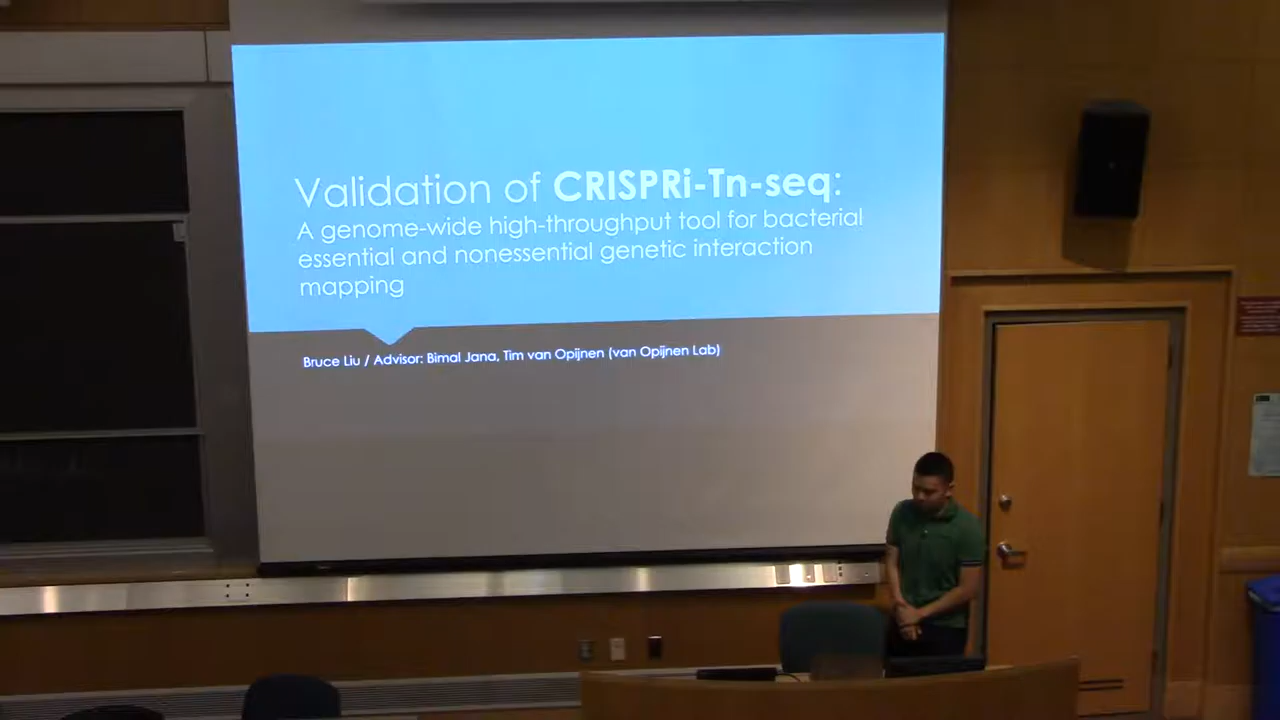 Validation of CRISPRi-Tn-seq:
A genome-wide high-throughput tool for bacterial
essential and nonessential genetic interaction
mapping
Bruce Liu / Advisor: Bimal Jana, Tim van Opijnen (van Opijnen Lab)